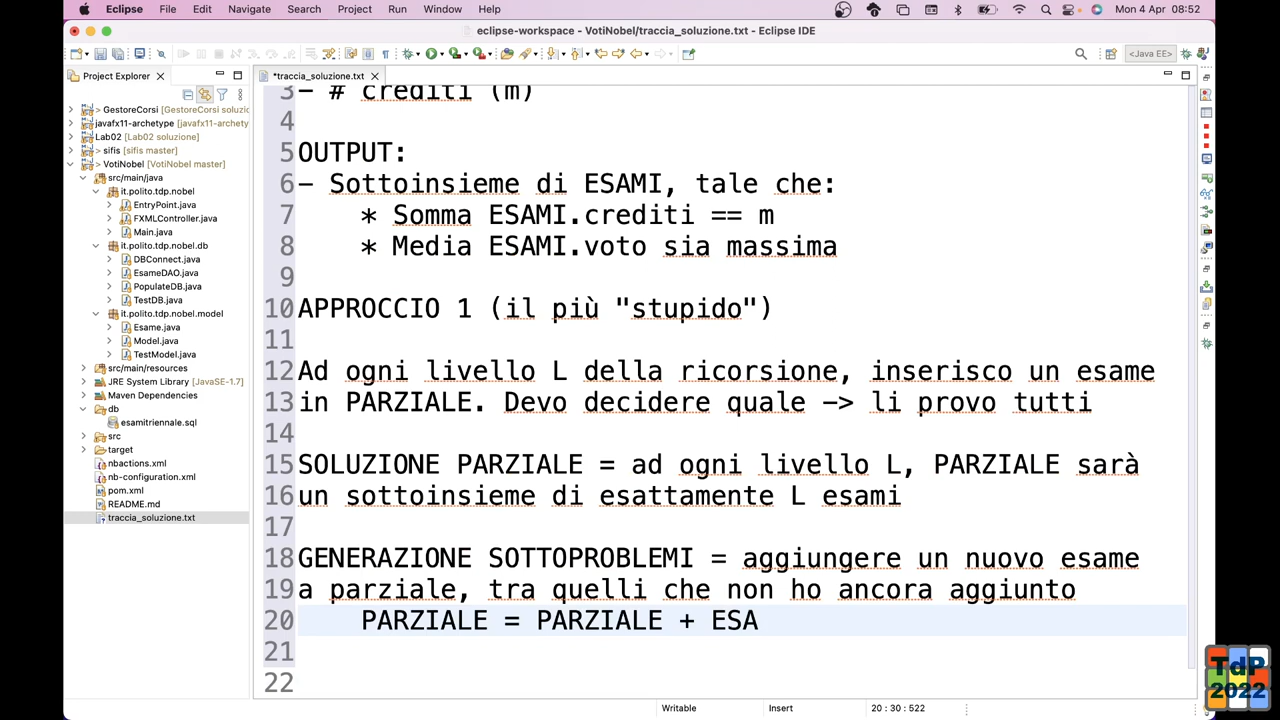 Eclipse File Edit Navigate Search Project Run Window Help Mon 4 Apr 08:52
eclipse-workspace - VotiNobel/traccia_soluzione.txt - Eclipse IDE
<Java EE>
Project Explorer
*traccia_soluzione.txt
> GestoreCorsi [GestoreCorsi soluzic
javafx11-archetype [javafx11-archety
Lab02 [Lab02 soluzione]
> sifis [sifis master]
> VotiNobel [VotiNobel master]
src/main/java
it.polito.tdp.nobel
EntryPoint.java
FXMLController.java
Main.java
it.polito.tdp.nobel.db
DBConnect.java
EsameDAO.java
PopulateDB.java
TestDB.java
it.polito.tdp.nobel.model
Esame.java
Model.java
TestModel.java
src/main/resources
JRE System Library [JavaSE-1.7]
Maven Dependencies
db
esamitriennale.sql
src
target
nbactions.xml
nb-configuration.xml
pom.xml
README.md
traccia_soluzione.txt
3 - # crediti (m)
4
5 OUTPUT:
6 - Sottoinsieme di ESAMI, tale che:
7 * Somma ESAMI.crediti == m
8 * Media ESAMI.voto sia massima
9
10 APPROCCIO 1 (il più "stupido")
11
12 Ad ogni livello L della ricorsione, inserisco un esame
13 in PARZIALE. Devo decidere quale -> li provo tutti
14
15 SOLUZIONE PARZIALE = ad ogni livello L, PARZIALE sarà
16 un sottoinsieme di esattamente L esami
17
18 GENERAZIONE SOTTOPROBLEMI = aggiungere un nuovo esame
19 a parziale, tra quelli che non ho ancora aggiunto
20 PARZIALE = PARZIALE + ESA
21
22
Writable Insert 20 : 30 : 522
TdP
2022